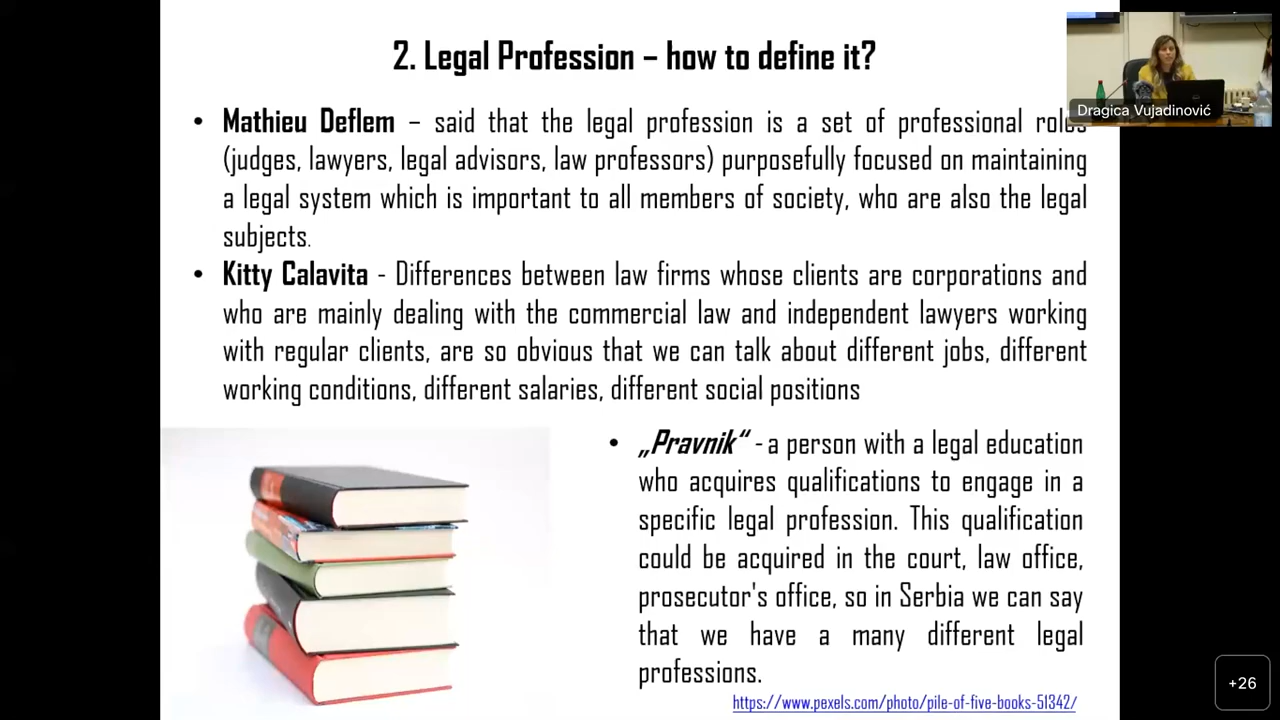 2. Legal Profession – how to define it?
Dragica Vujadinović
• Mathieu Deflem – said that the legal profession is a set of professional roles
(judges, lawyers, legal advisors, law professors) purposefully focused on maintaining
a legal system which is important to all members of society, who are also the legal
subjects.
• Kitty Calavita - Differences between law firms whose clients are corporations and
who are mainly dealing with the commercial law and independent lawyers working
with regular clients, are so obvious that we can talk about different jobs, different
working conditions, different salaries, different social positions
• „Pravnik“ - a person with a legal education
who acquires qualifications to engage in a
specific legal profession. This qualification
could be acquired in the court, law office,
prosecutor's office, so in Serbia we can say
that we have a many different legal
professions.
https://www.pexels.com/photo/pile-of-five-books-51342/
+26